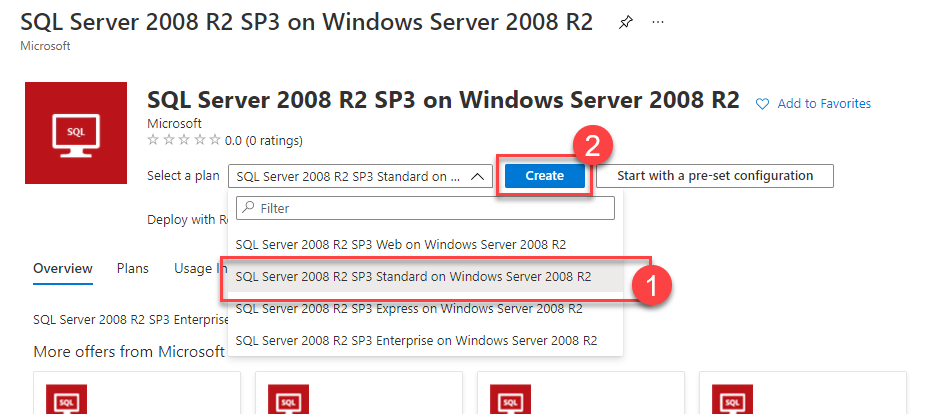 SQL Server 2008 R2 SP3 on Windows Server 2008 R2 ...
Microsoft
SQL
SQL Server 2008 R2 SP3 on Windows Server 2008 R2
Add to Favorites
Microsoft
0.0 (0 ratings)
2
Select a plan
SQL Server 2008 R2 SP3 Standard on ...
Create
Start with a pre-set configuration
Filter
Deploy with R
SQL Server 2008 R2 SP3 Web on Windows Server 2008 R2
Overview
Plans
Usage In
SQL Server 2008 R2 SP3 Standard on Windows Server 2008 R2
1
SQL Server 2008 R2 SP3 Express on Windows Server 2008 R2
SQL Server 2008 R2 SP3 Enterprise
SQL Server 2008 R2 SP3 Enterprise on Windows Server 2008 R2
More offers from Microsoft
SQL
SQL
SQL
SQL